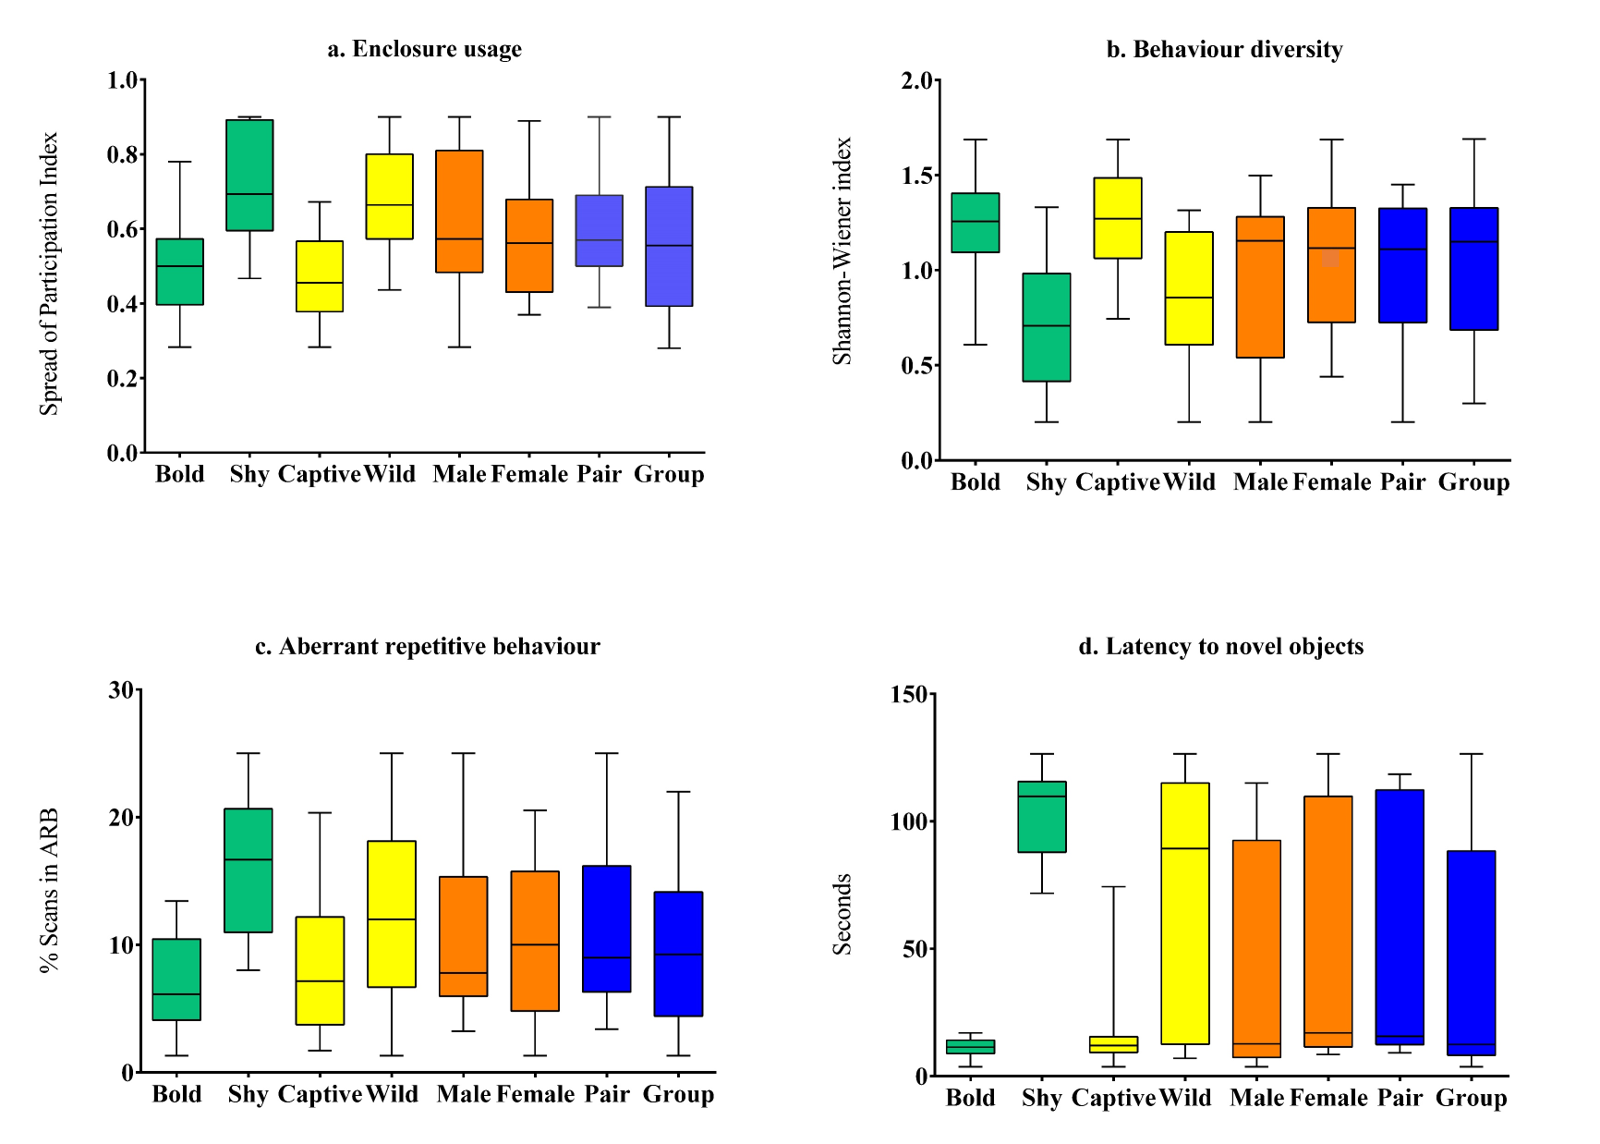 a. Enclosure usage
Spread of Participation Index
1.0
0.8
0.6
0.4
0.2
0.0
Bold Shy Captive Wild Male Female Pair Group
b. Behaviour diversity
Shannon-Wiener index
2.0
1.5
1.0
0.5
0.0
Bold Shy Captive Wild Male Female Pair Group
c. Aberrant repetitive behaviour
% Scans in ARB
30
20
10
0
Bold Shy Captive Wild Male Female Pair Group
d. Latency to novel objects
Seconds
150
100
50
0
Bold Shy Captive Wild Male Female Pair Group